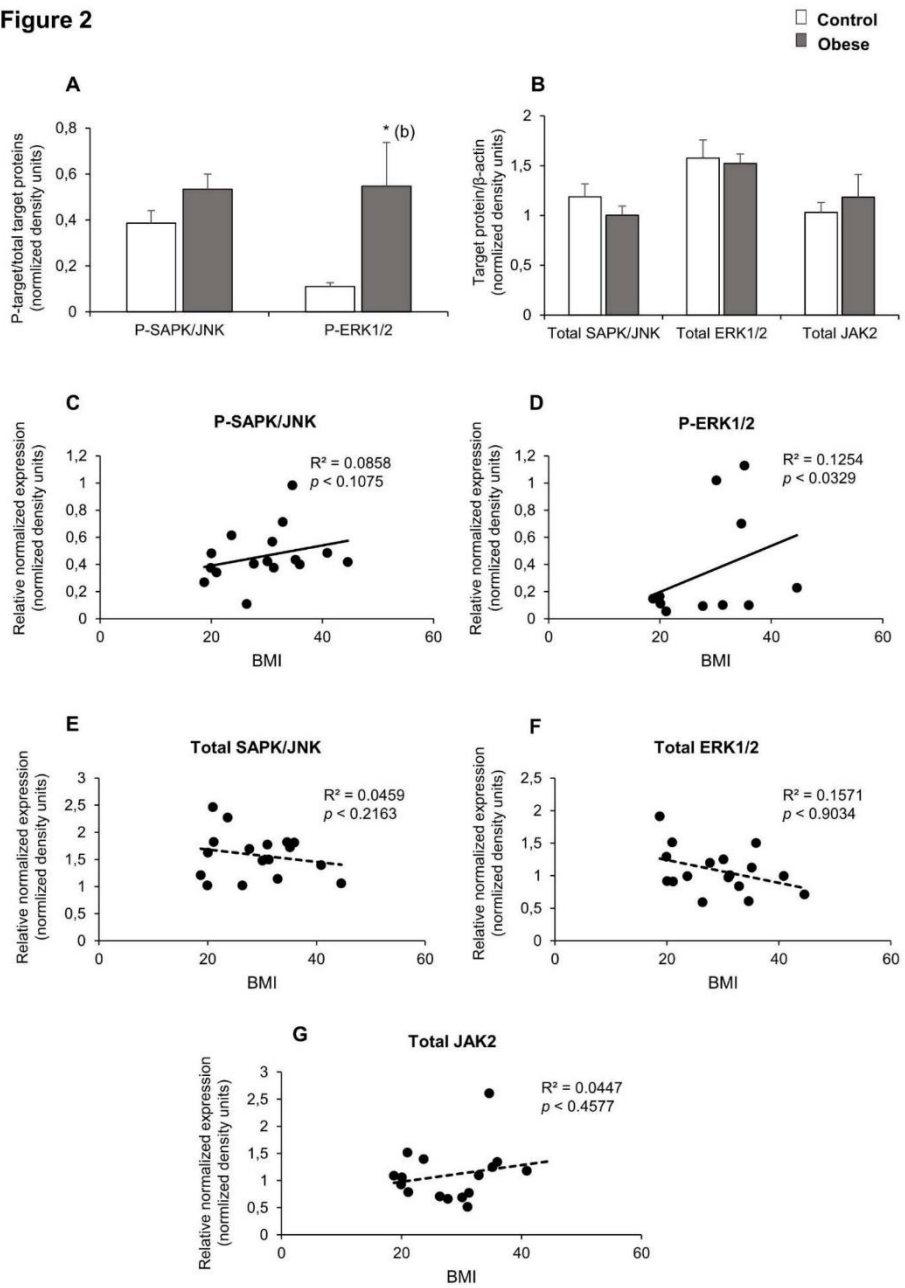 Figure 2
Control
Obese
A
P-target/total target proteins
(normlized density units)
0,8
0,6
0,4
0,2
0
* (b)
P-SAPK/JNK
P-ERK1/2
B
Target protein/β-actin
(normlized density units)
2
1,5
1
0,5
0
Total SAPK/JNK
Total ERK1/2
Total JAK2
C
P-SAPK/JNK
Relative normalized expression
(normlized density units)
1,2
1
0,8
0,6
0,4
0,2
0
R² = 0.0858
p < 0.1075
0
20
40
60
BMI
D
P-ERK1/2
Relative normalized expression
(normlized density units)
1,2
1
0,8
0,6
0,4
0,2
0
R² = 0.1254
p < 0.0329
0
20
40
60
BMI
E
Total SAPK/JNK
Relative normalized expression
(normlized density units)
3
2,5
2
1,5
1
0,5
0
R² = 0.0459
p < 0.2163
0
20
40
60
BMI
F
Total ERK1/2
Relative normalized expression
(normlized density units)
2,5
2
1,5
1
0,5
0
R² = 0.1571
p < 0.9034
0
20
40
60
BMI
G
Total JAK2
Relative normalized expression
(normlized density units)
3
2,5
2
1,5
1
0,5
0
R² = 0.0447
p < 0.4577
0
20
40
60
BMI